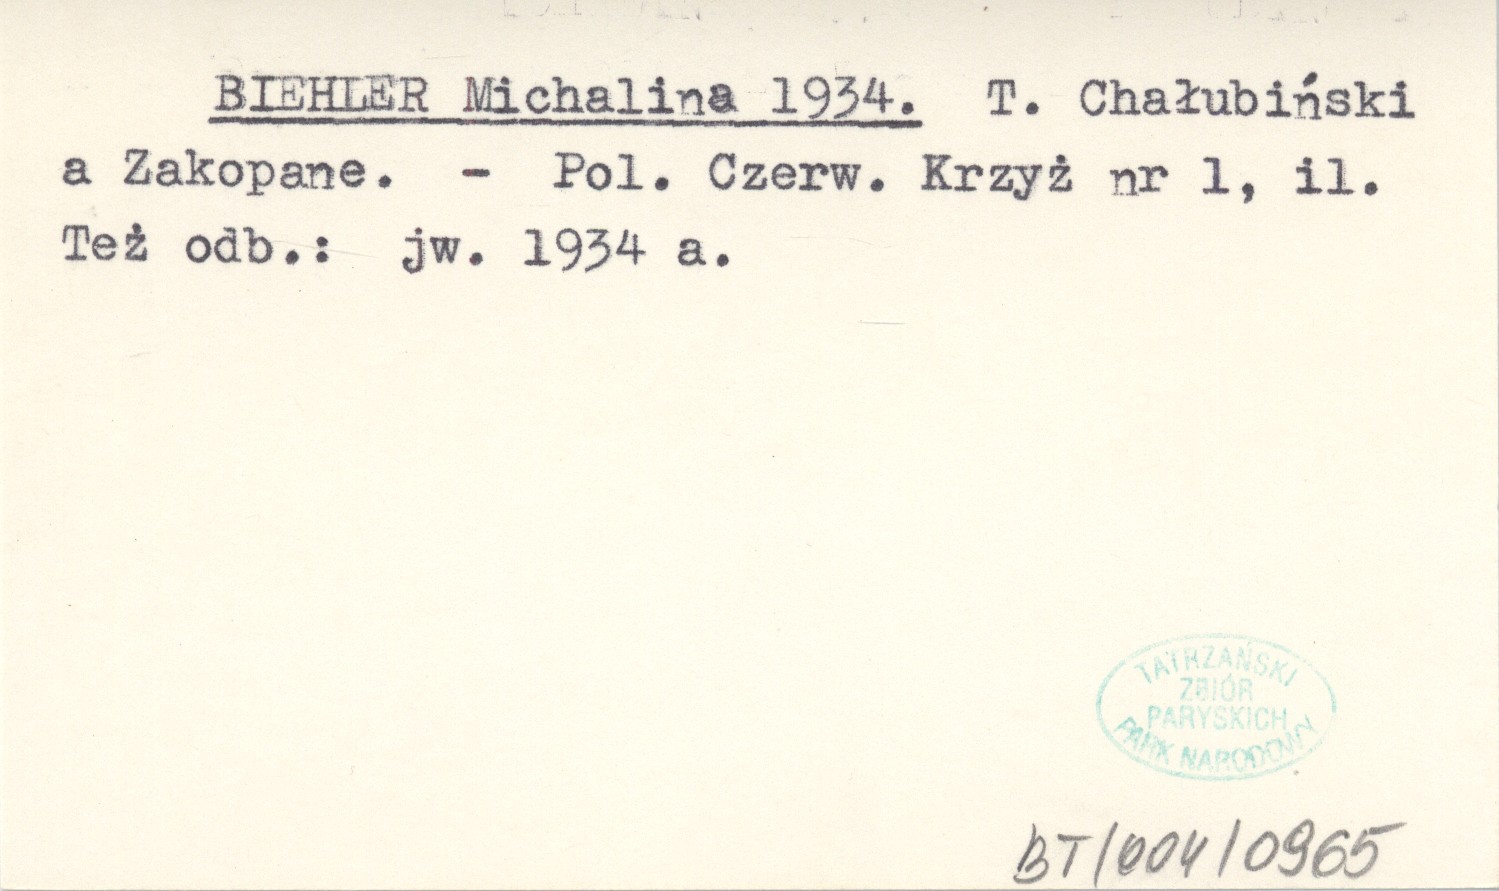 BIEHLER Michalina 1934. T. Chałubiński
a Zakopane. - Pol. Czerw. Krzyż nr 1, il.
Też odb.: jw. 1934 a.
TATRZAŃSKI
ZBIÓR
PARYSKICH
PARK NARODOWY
BT/004/0965